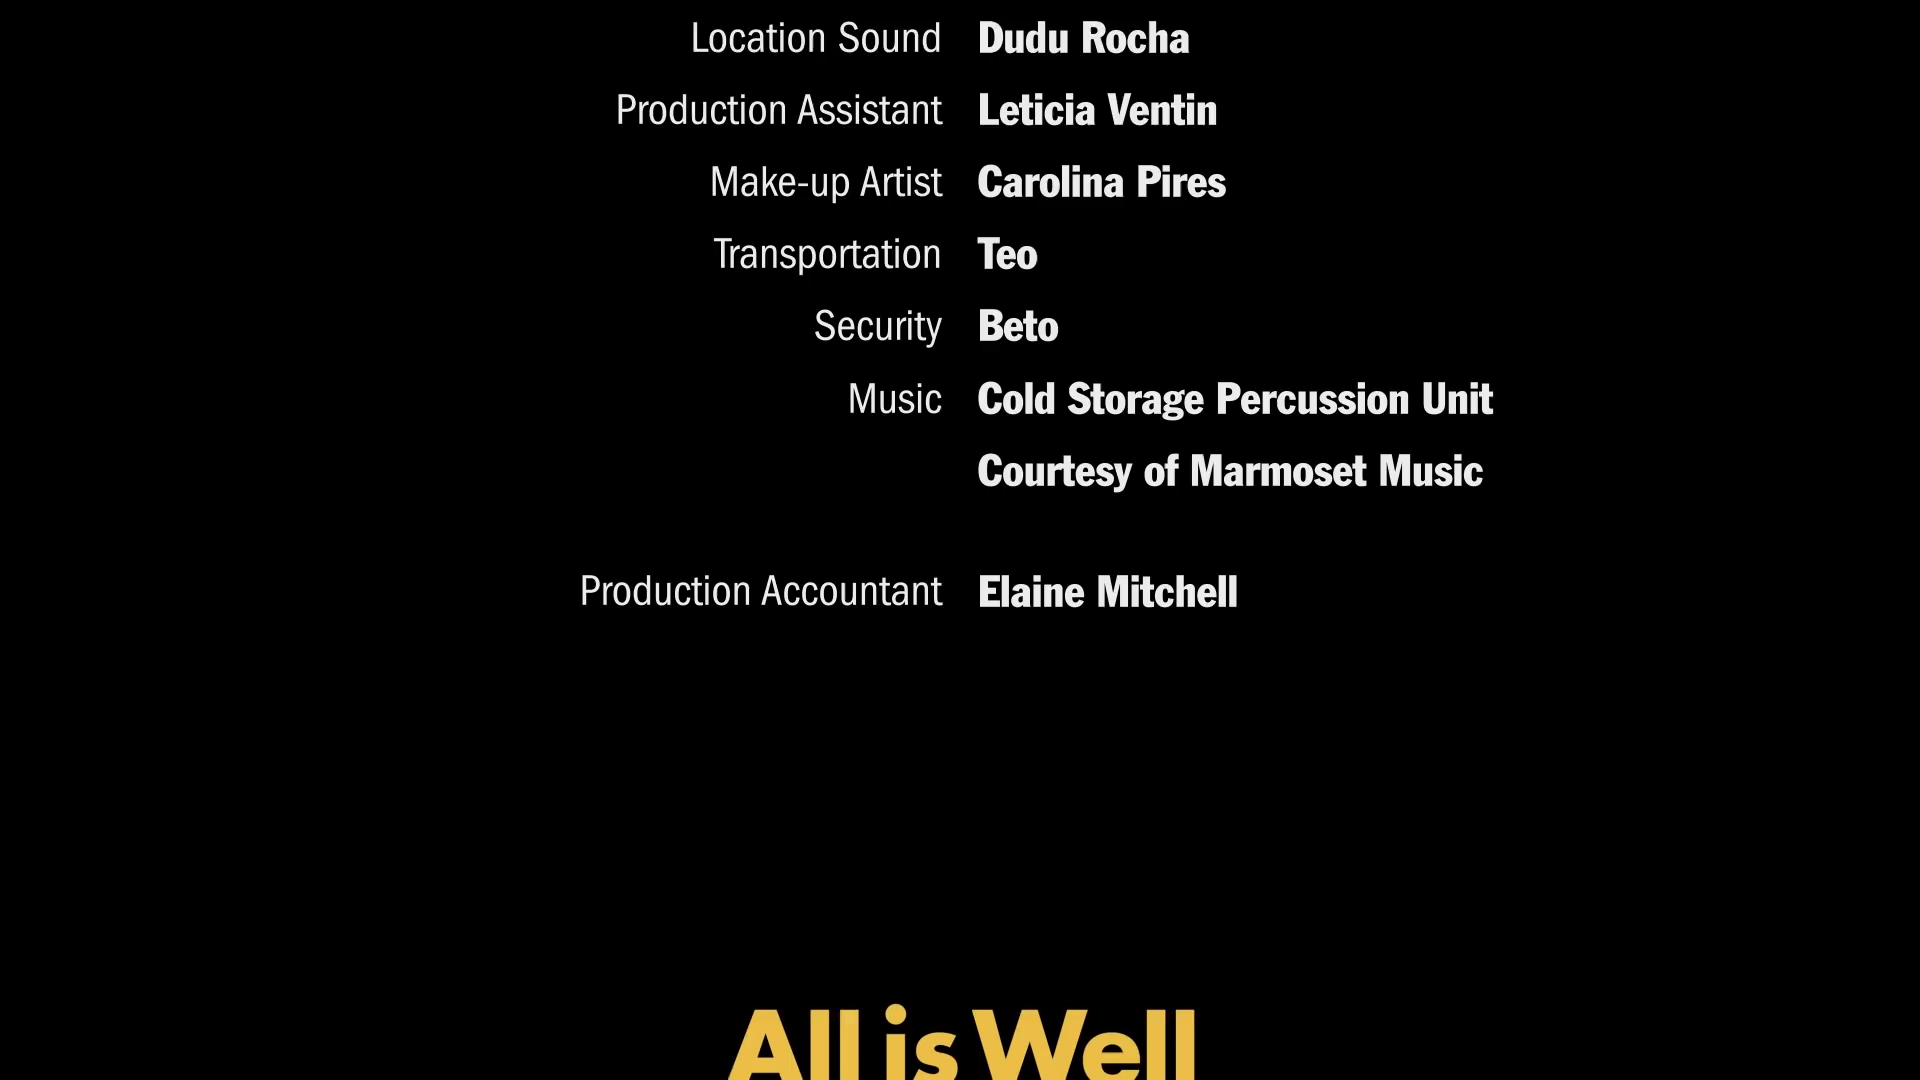 Location Sound Dudu Rocha
Production Assistant Leticia Ventin
Make-up Artist Carolina Pires
Transportation Teo
Security Beto
Music Cold Storage Percussion Unit
Courtesy of Marmoset Music
Production Accountant Elaine Mitchell
All is Well